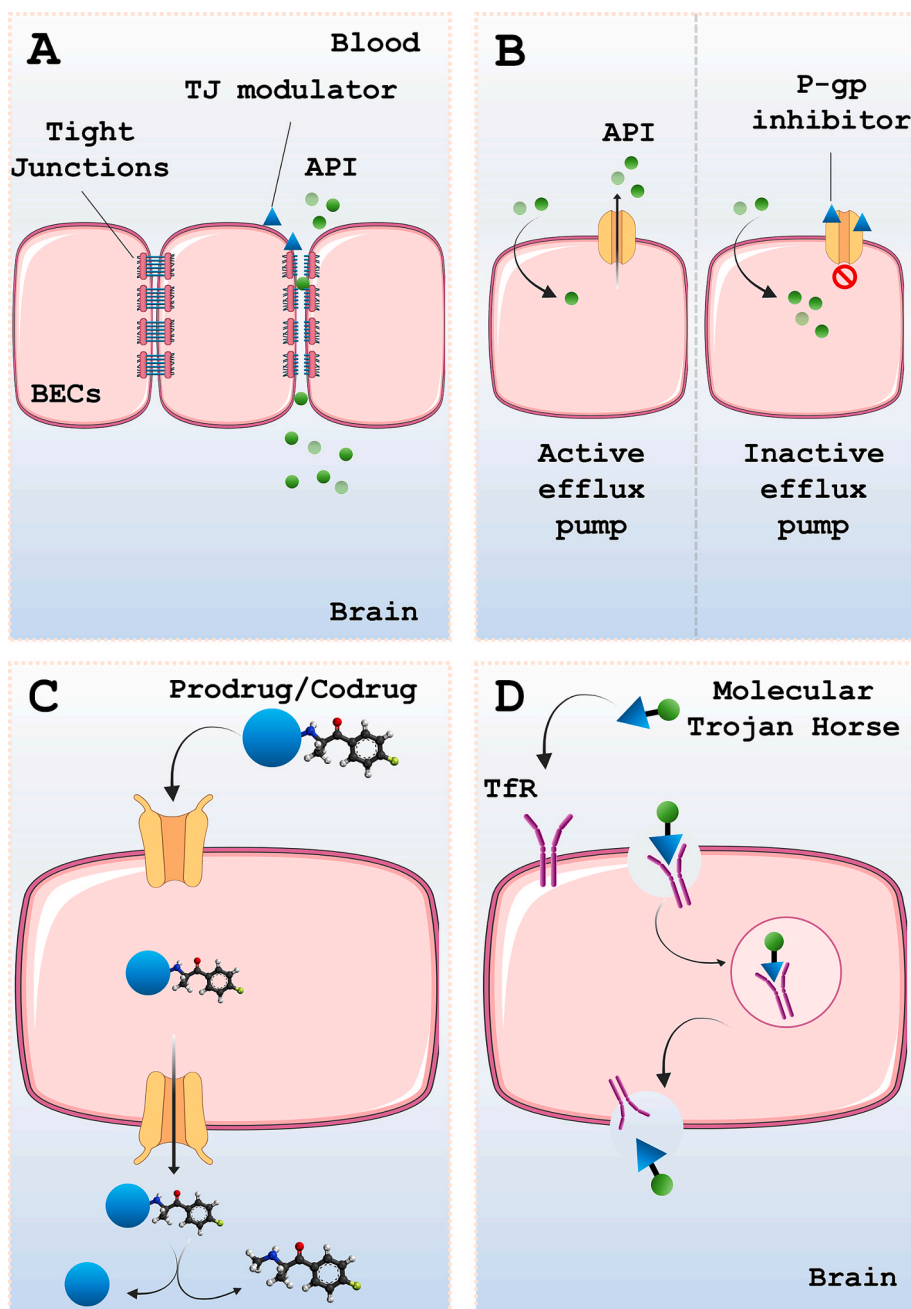 A
Blood
TJ modulator
Tight
Junctions
API
BECs
Brain
B
P-gp
inhibitor
API
Active
efflux
pump
Inactive
efflux
pump
C
Prodrug/Codrug
D
Molecular
Trojan Horse
TfR
Brain